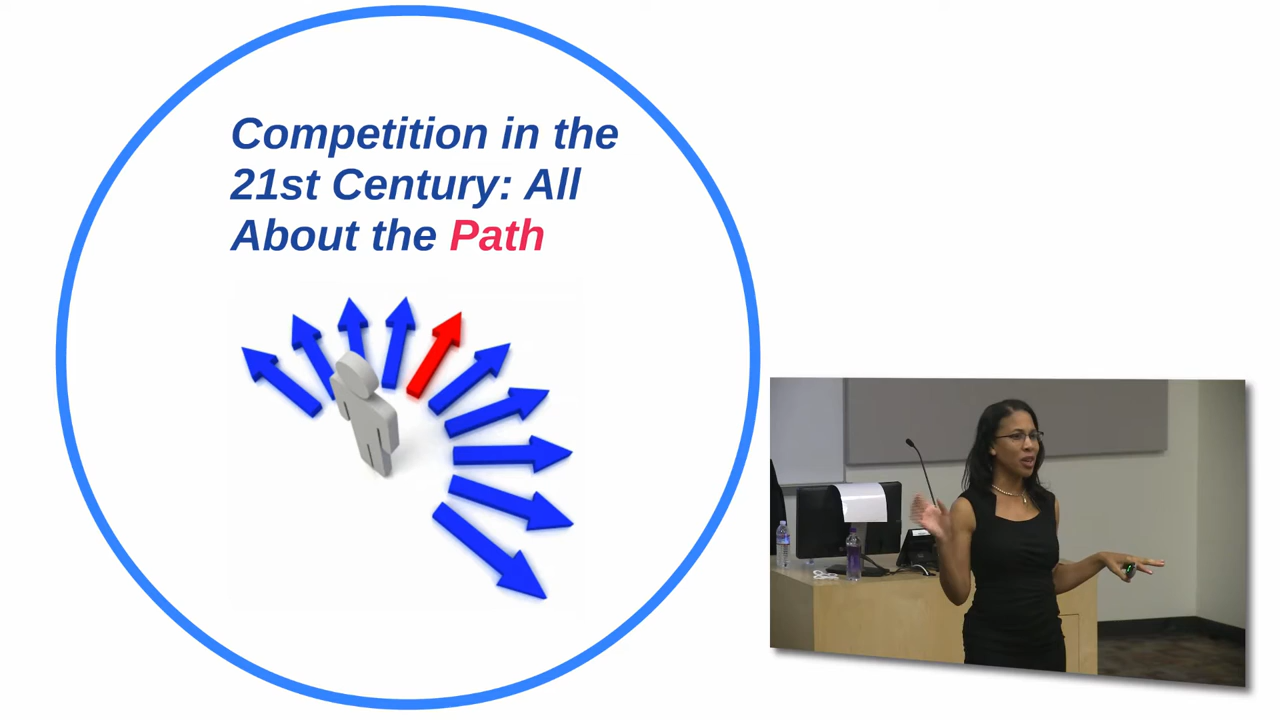 Competition in the
21st Century: All
About the Path